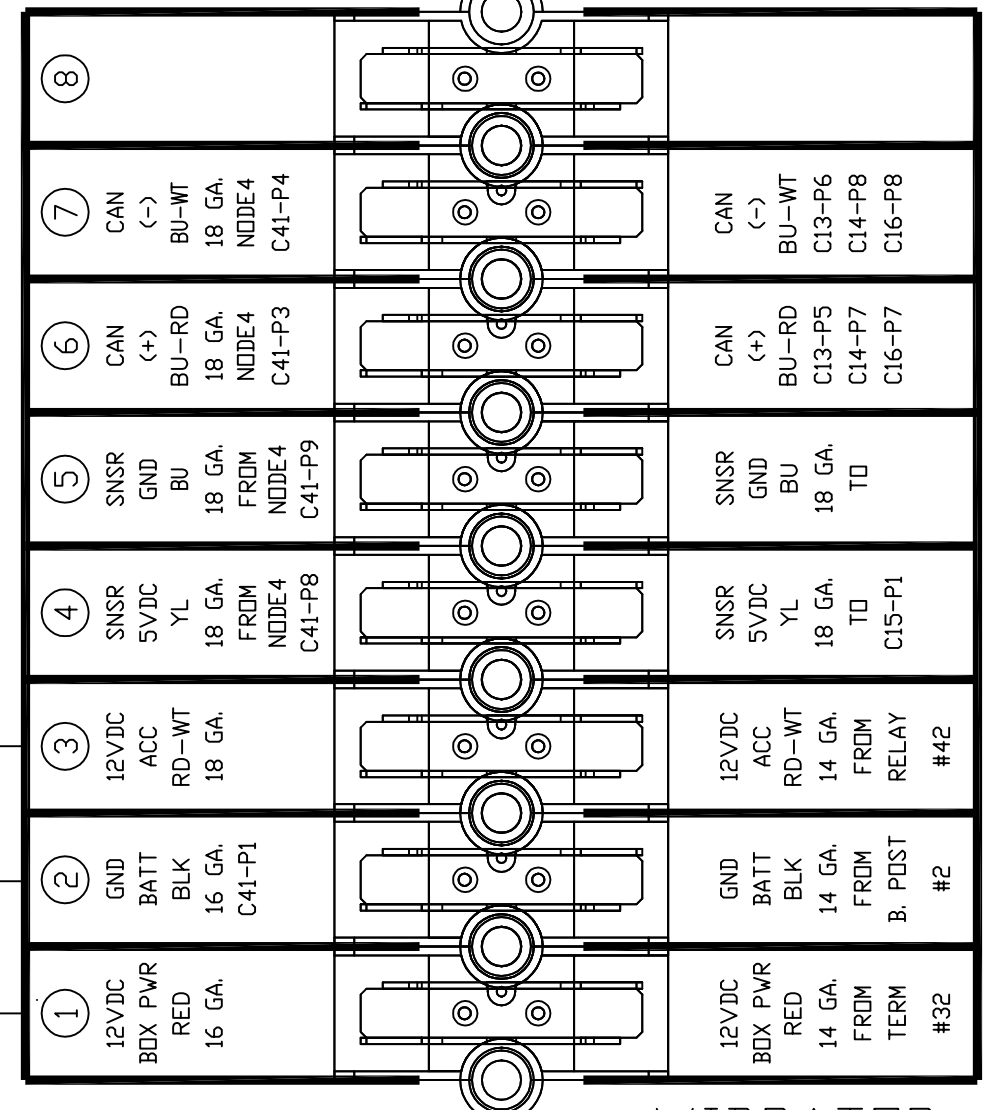 8
7
CAN
(-)
BU-WT
18 GA.
NODE4
C41-P4
CAN
(-)
BU-WT
C13-P6
C14-P8
C16-P8
6
CAN
(+)
BU-RD
18 GA.
NODE4
C41-P3
CAN
(+)
BU-RD
C13-P5
C14-P7
C16-P7
5
SNSR
GND
BU
18 GA.
FROM
NODE4
C41-P9
SNSR
GND
BU
18 GA.
TO
4
SNSR
5VDC
YL
18 GA.
FROM
NODE4
C41-P8
SNSR
5VDC
YL
18 GA.
TO
C15-P1
3
12VDC
ACC
RD-WT
18 GA.
12VDC
ACC
RD-WT
14 GA.
FROM
RELAY
#42
2
GND
BATT
BLK
16 GA.
C41-P1
GND
BATT
BLK
14 GA.
FROM
B. POST
#2
1
12VDC
BOX PWR
RED
16 GA.
12VDC
BOX PWR
RED
14 GA.
FROM
TERM
#32